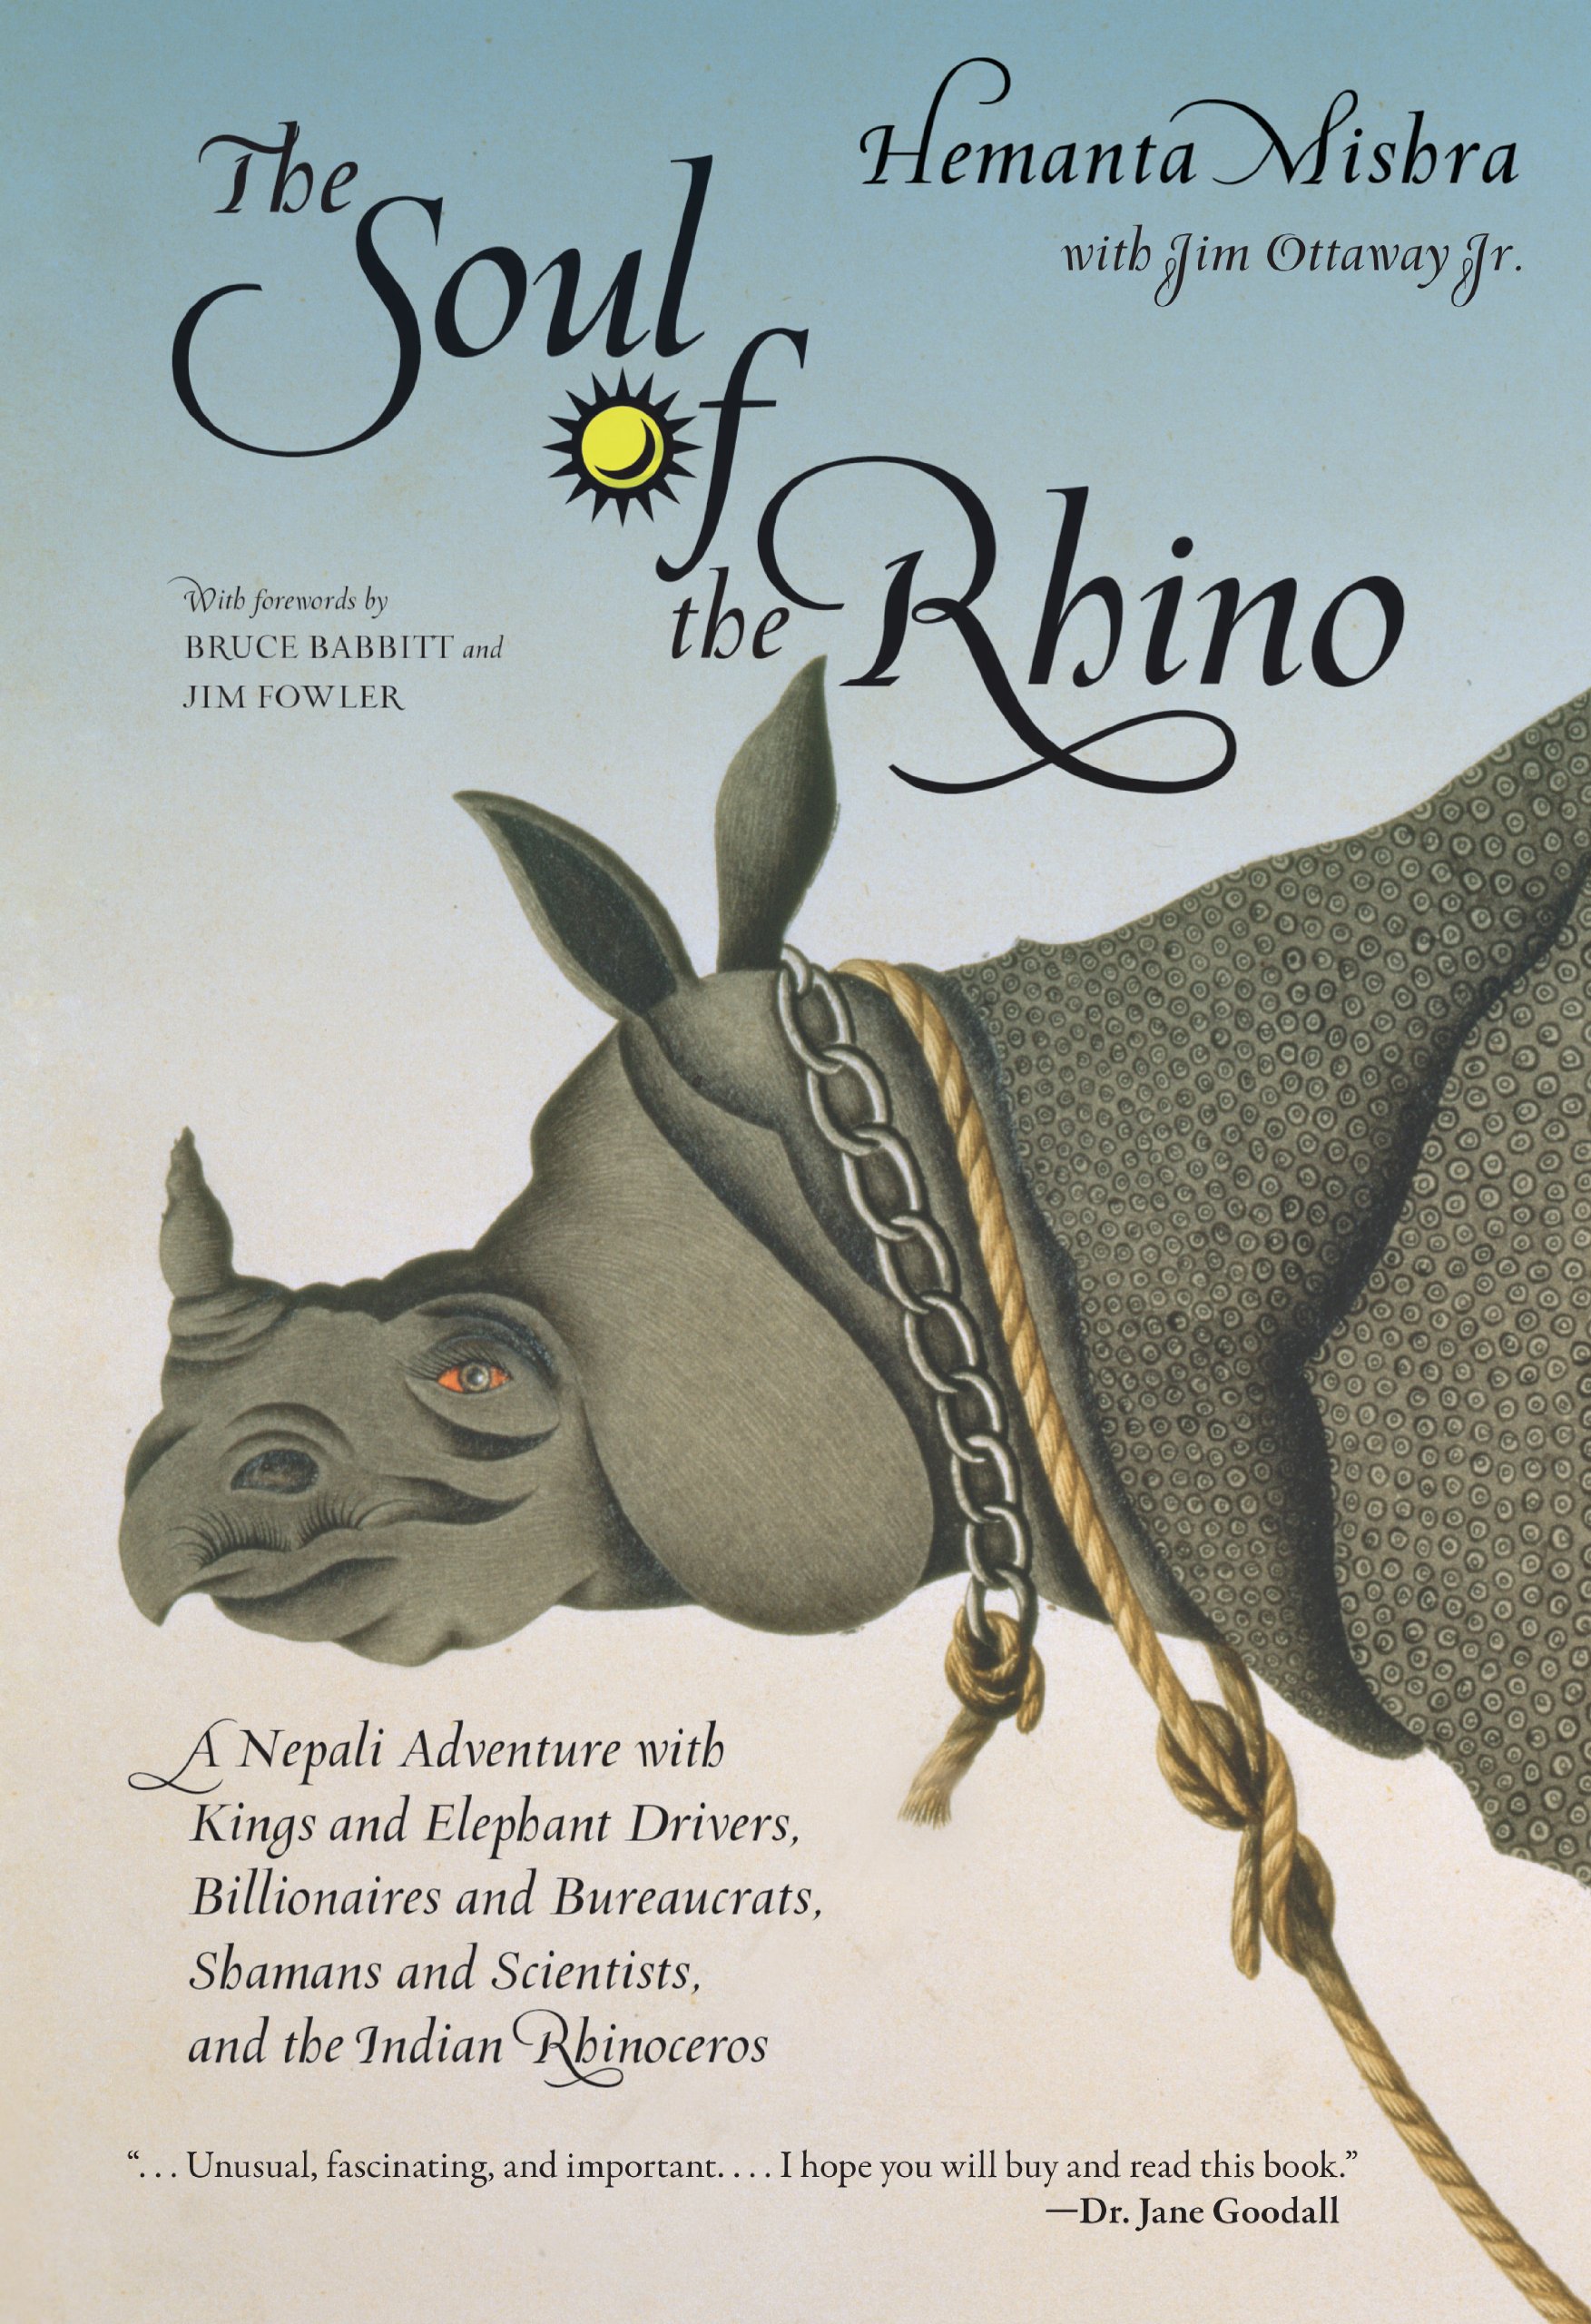 The
Soul
of
the Rhino
Hemanta Mishra
with Jim Ottaway Jr.
With forewords by
BRUCE BABBITT and
JIM FOWLER
A Nepali Adventure with
Kings and Elephant Drivers,
Billionaires and Bureaucrats,
Shamans and Scientists,
and the Indian Rhinoceros
“. . . Unusual, fascinating, and important. . . . I hope you will buy and read this book.”
—Dr. Jane Goodall